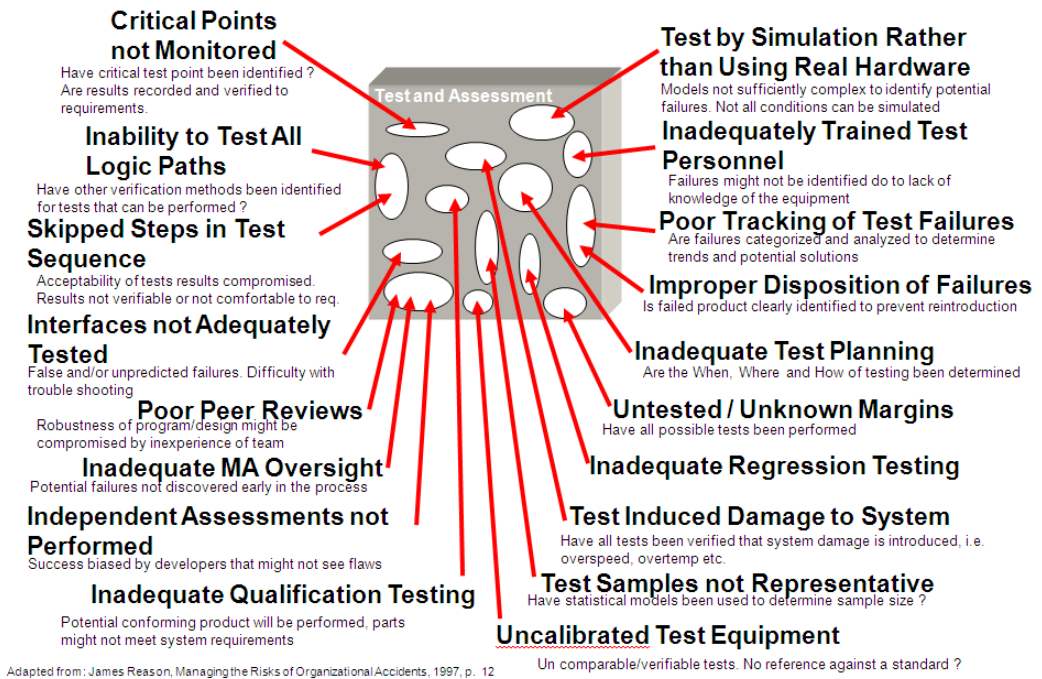 Critical Points
not Monitored
Have critical test point been identified ?
Are results recorded and verified to
requirements.
Inability to Test All
Logic Paths
Have other verification methods been identified
for tests that can be performed ?
Skipped Steps in Test
Sequence
Acceptability of tests results compromised.
Results not verifiable or not comfortable to req.
Interfaces not Adequately
Tested
False and/or unpredicted failures. Difficulty with
trouble shooting
Poor Peer Reviews
Robustness of program/design might be
compromised by inexperience of team
Inadequate MA Oversight
Potential failures not discovered early in the process
Independent Assessments not
Performed
Success biased by developers that might not see flaws
Inadequate Qualification Testing
Potential conforming product will be performed, parts
might not meet system requirements
Test and Assessment
Test by Simulation Rather
than Using Real Hardware
Models not sufficiently complex to identify potential
failures. Not all conditions can be simulated
Inadequately Trained Test
Personnel
Failures might not be identified do to lack of
knowledge of the equipment
Poor Tracking of Test Failures
Are failures categorized and analyzed to determine
trends and potential solutions
Improper Disposition of Failures
Is failed product clearly identified to prevent reintroduction
Inadequate Test Planning
Are the When, Where and How of testing been determined
Untested / Unknown Margins
Have all possible tests been performed
Inadequate Regression Testing
Test Induced Damage to System
Have all tests been verified that system damage is introduced, i.e.
overspeed, overtemp etc.
Test Samples not Representative
Have statistical models been used to determine sample size ?
Uncalibrated Test Equipment
Un comparable/verifiable tests. No reference against a standard ?
Adapted from: James Reason, Managing the Risks of Organizational Accidents, 1997, p. 12